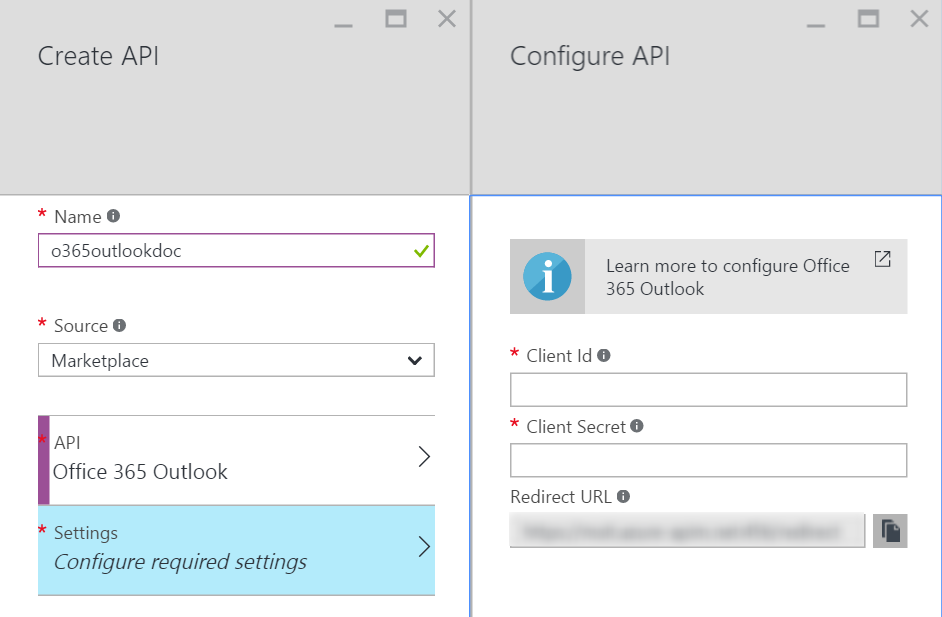 Create API
* Name
o365outlookdoc
* Source
Marketplace
* API
Office 365 Outlook
* Settings
Configure required settings
Configure API
Learn more to configure Office
365 Outlook
* Client Id
* Client Secret
Redirect URL